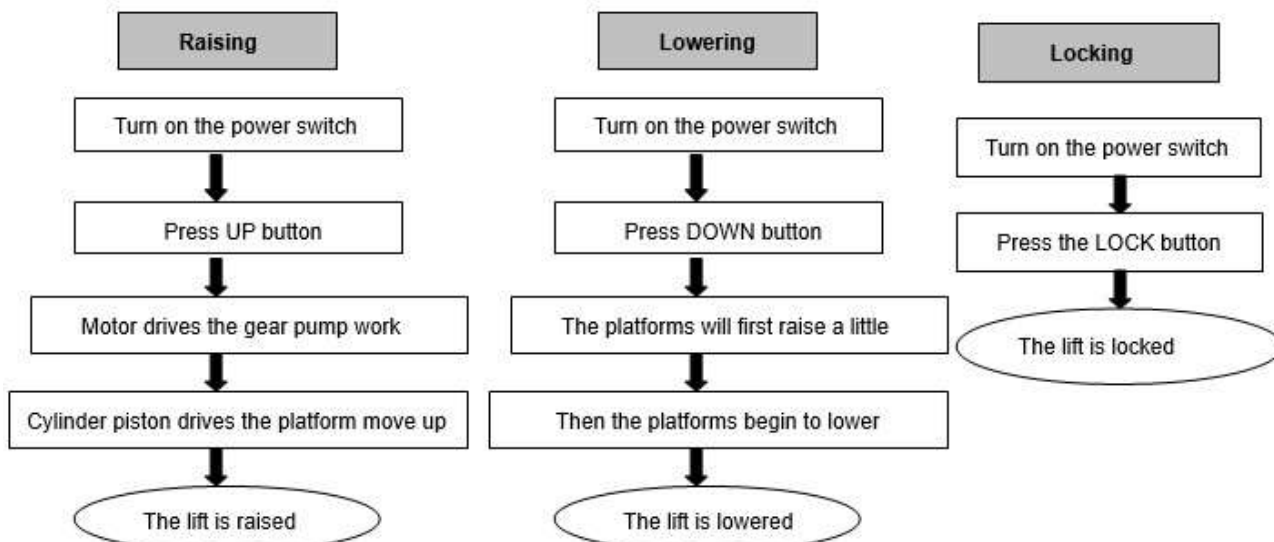 Raising
Turn on the power switch
Press UP button
Motor drives the gear pump work
Cylinder piston drives the platform move up
The lift is raised
Lowering
Turn on the power switch
Press DOWN button
The platforms will first raise a little
Then the platforms begin to lower
The lift is lowered
Locking
Turn on the power switch
Press the LOCK button
The lift is locked